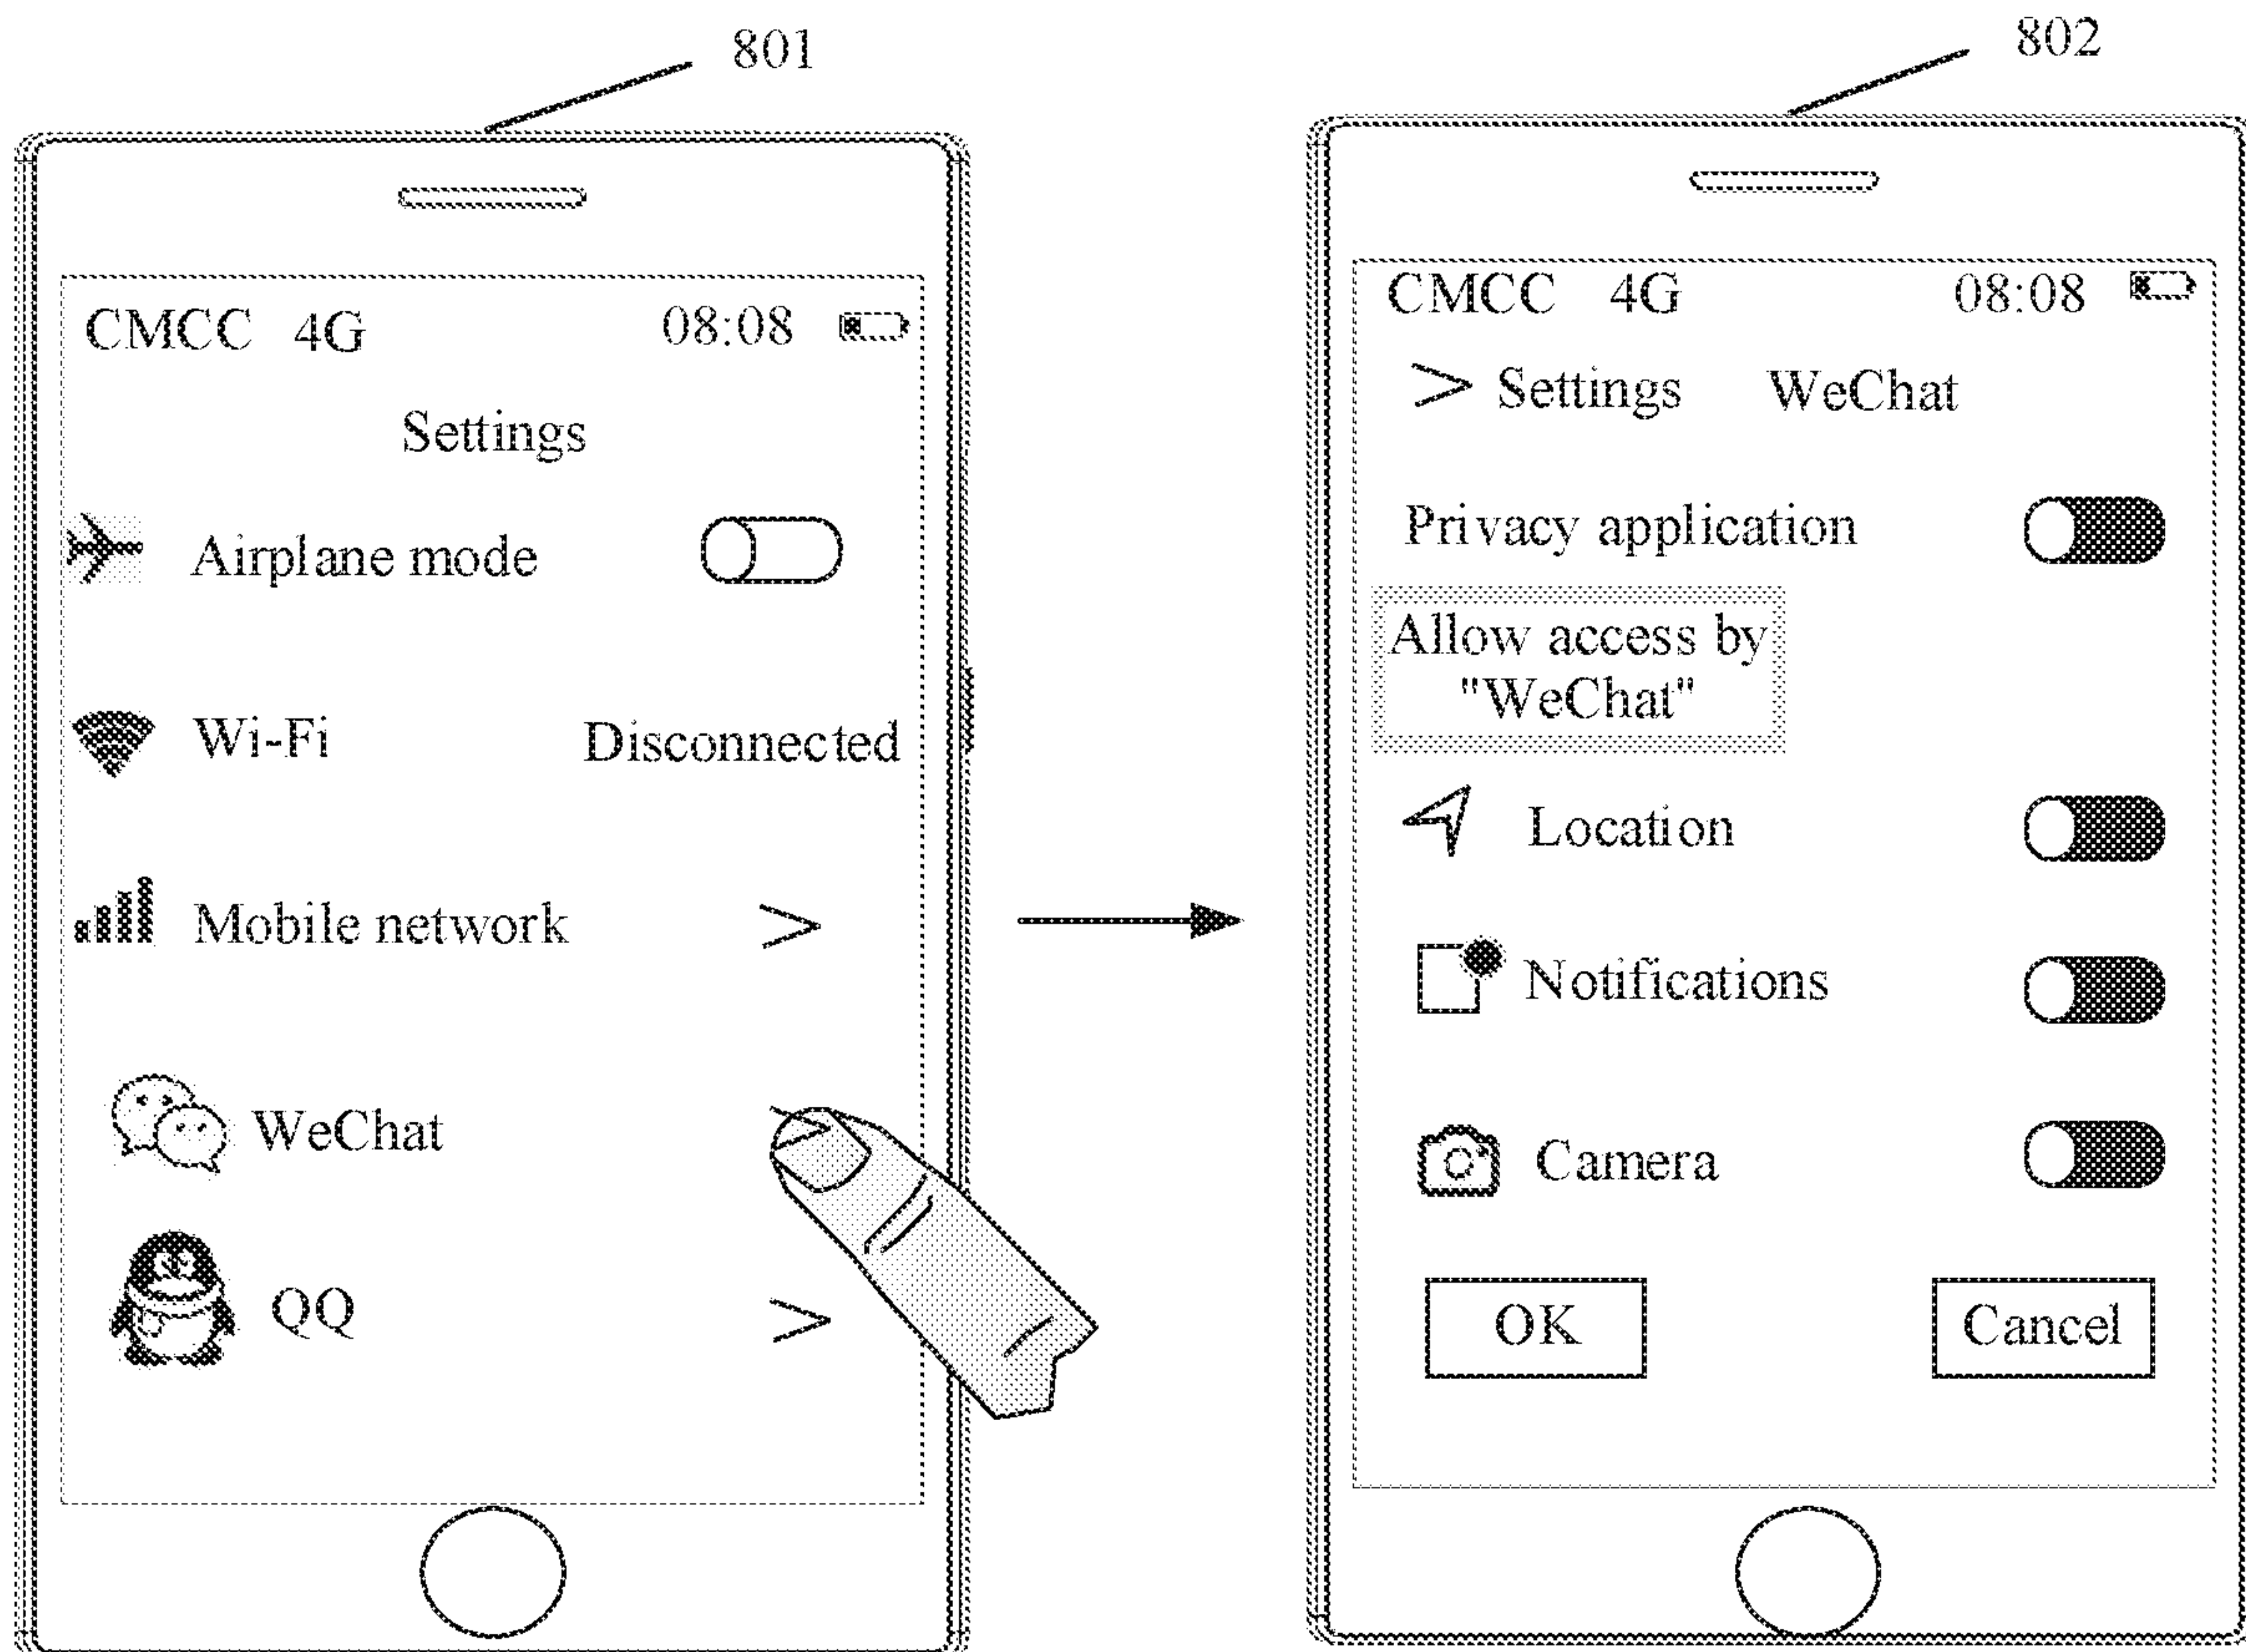 801
CMCC 4G 08:08
Settings
Airplane mode
Wi-Fi Disconnected
Mobile network >
WeChat >
QQ >
802
CMCC 4G 08:08
> Settings WeChat
Privacy application
Allow access by
"WeChat"
Location
Notifications
Camera
OK Cancel